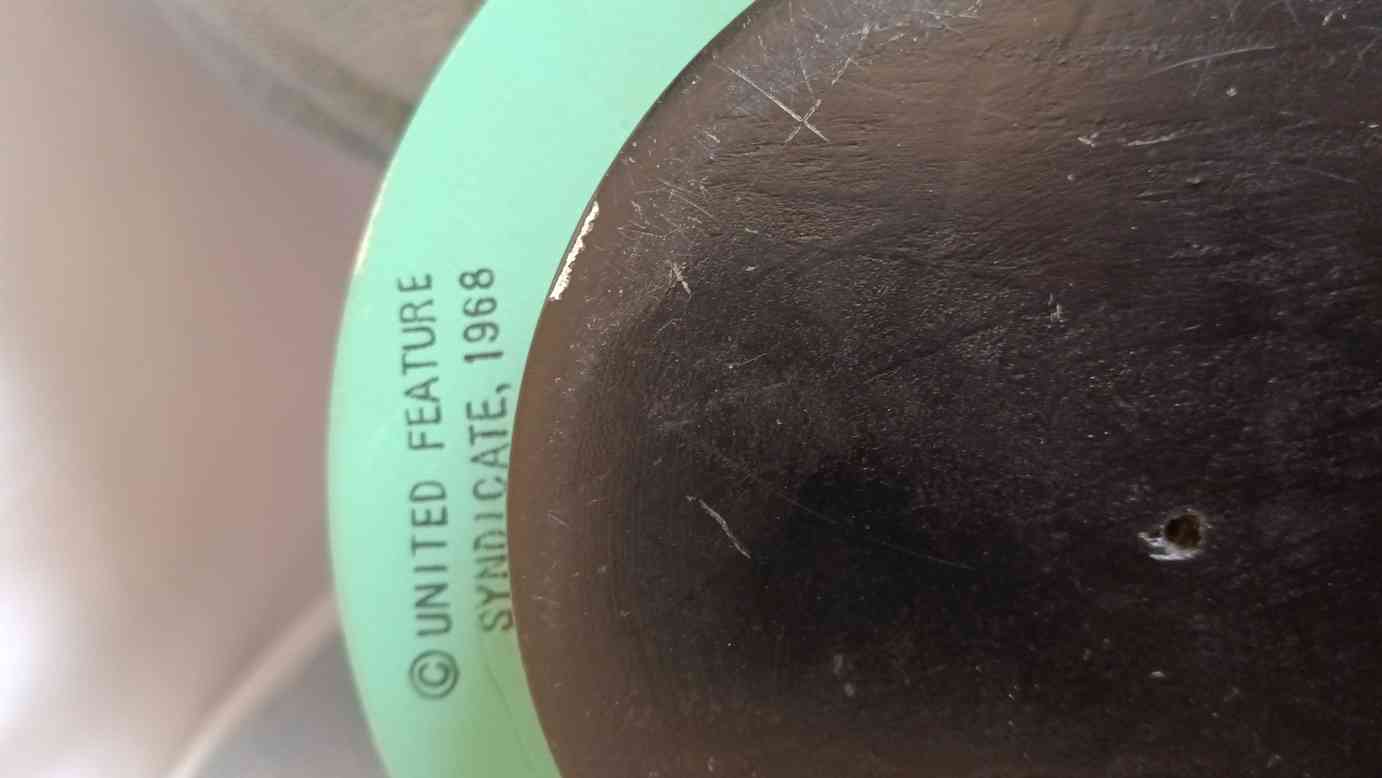 © UNITED FEATURE
SYNDICATE, 1968